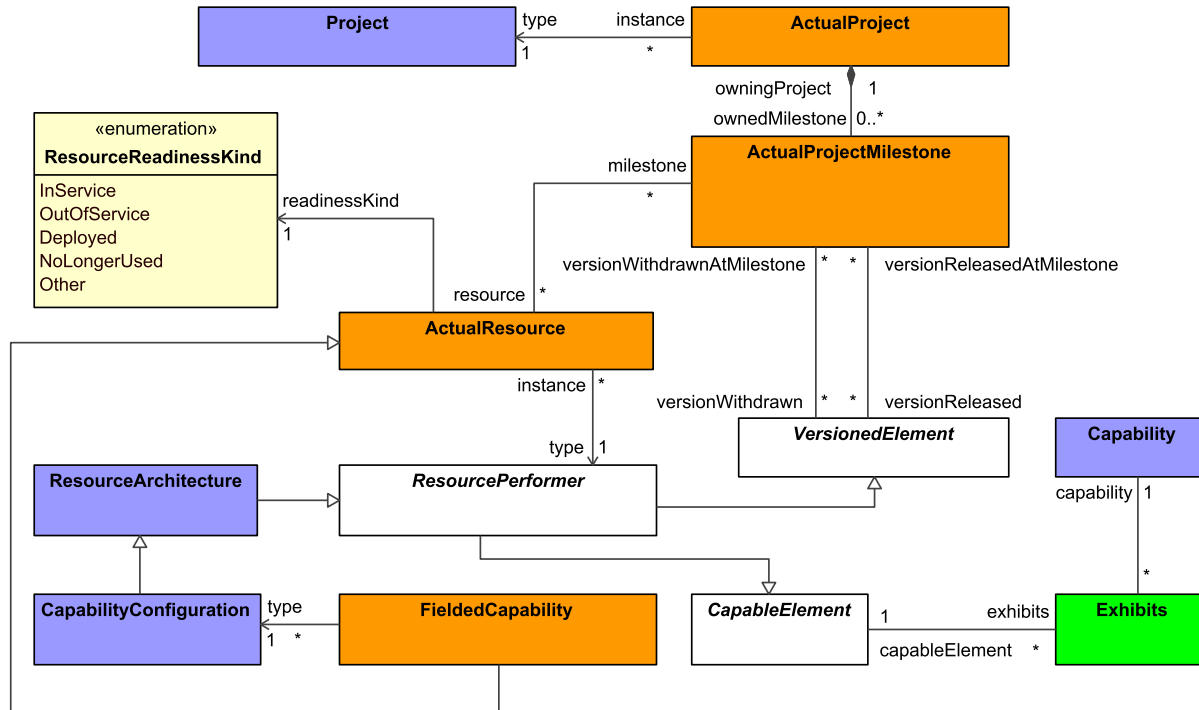 Project
type
1
instance
*
ActualProject
owningProject 1
ownedMilestone 0..*
«enumeration»
ResourceReadinessKind
InService
OutOfService
Deployed
NoLongerUsed
Other
readinessKind
1
milestone
*
ActualProjectMilestone
versionWithdrawnAtMilestone * * versionReleasedAtMilestone
resource *
ActualResource
instance *
type 1
versionWithdrawn * * versionReleased
VersionedElement
Capability
capability 1
*
ResourceArchitecture
ResourcePerformer
CapabilityConfiguration
type
1 *
FieldedCapability
CapableElement
1
capableElement
exhibits
*
Exhibits